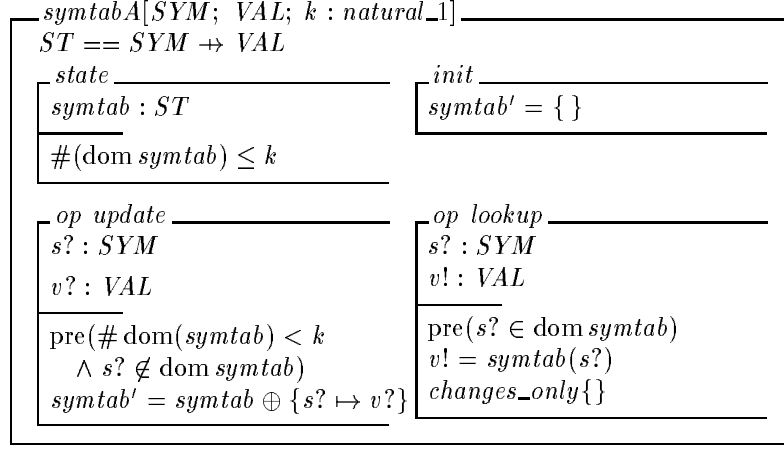 symtabA[SYM; VAL; k : natural_1]
ST == SYM ⇸ VAL
state
symtab : ST
#(dom symtab) ≤ k
init
symtab′ = { }
op update
s? : SYM
v? : VAL
pre(# dom(symtab) < k
∧ s? ∉ dom symtab)
symtab′ = symtab ⊕ {s? ↦ v?}
op lookup
s? : SYM
v! : VAL
pre(s? ∈ dom symtab)
v! = symtab(s?)
changes_only{}